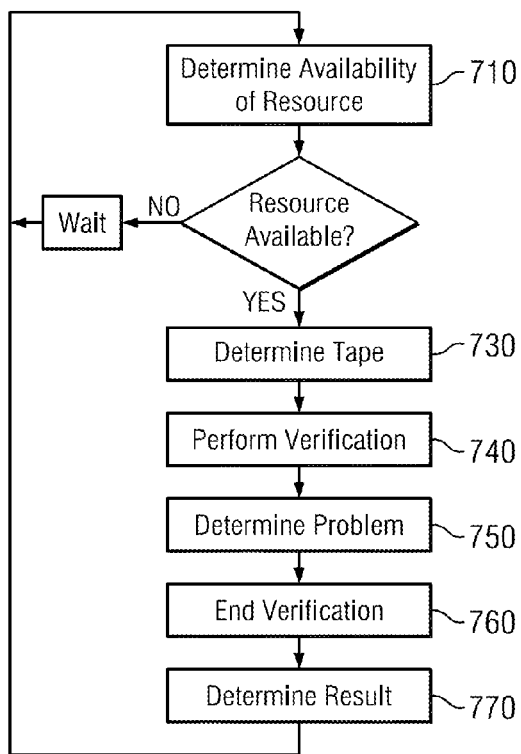 Determine Availability
of Resource
710
Resource
Available?
NO
Wait
YES
Determine Tape
730
Perform Verification
740
Determine Problem
750
End Verification
760
Determine Result
770